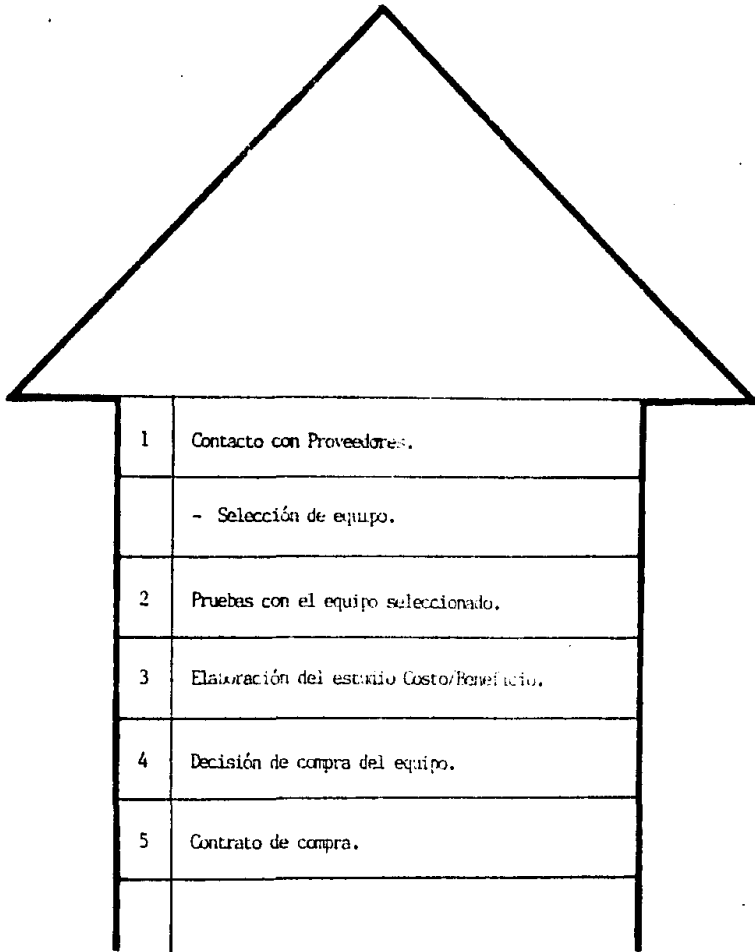 1 Contacto con Proveedores.
- Selección de equipo.
2 Pruebas con el equipo seleccionado.
3 Elaboración del estudio Costo/Beneficio.
4 Decisión de compra del equipo.
5 Contrato de compra.